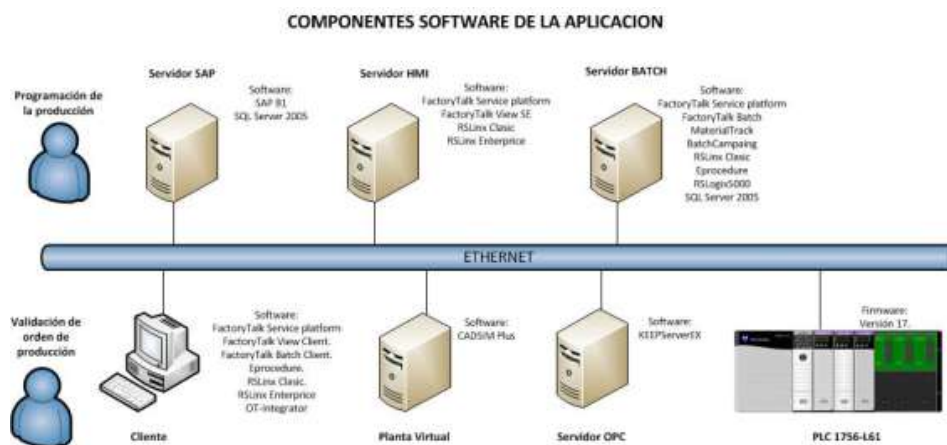 COMPONENTES SOFTWARE DE LA APLICACION
Programación de
la producción
Servidor SAP
Software:
SAP B1
SQL Server 2005
Servidor HMI
Software:
FactoryTalk Service platform
FactoryTalk View SE
RSLinx Clasic
RSLinx Enterprice
Servidor BATCH
Software:
FactoryTalk Service platform
FactoryTalk Batch
MaterialTrack
BatchCampaing
RSLinx Clasic
Eprocedure
RSLogix5000
SQL Server 2005
ETHERNET
Validación de
orden de
producción
Software:
FactoryTalk Service platform
FactoryTalk View Client.
FactoryTalk Batch Client.
Eprocedure.
RSLinx Clasic.
RSLinx Enterprice
OT-Integrator
Cliente
Software:
CADSIM Plus
Planta Virtual
Software:
KEEPServerEX
Servidor OPC
Firmware:
Versión 17.
PLC 1756-L61